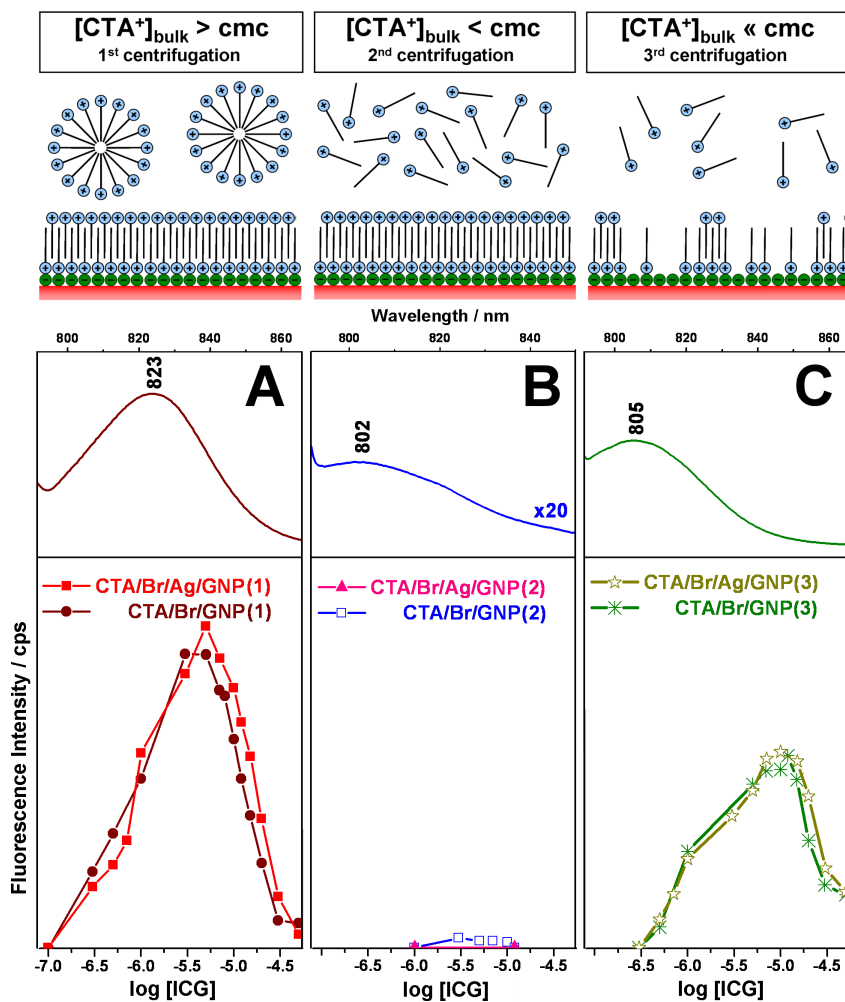 [CTA⁺]bulk > cmc
1st centrifugation
[CTA⁺]bulk < cmc
2nd centrifugation
[CTA⁺]bulk « cmc
3rd centrifugation
Wavelength / nm
800 820 840 860
800 820 840
800 820 840 860
823
A
802
B
x20
805
C
CTA/Br/Ag/GNP(1)
CTA/Br/GNP(1)
CTA/Br/Ag/GNP(2)
CTA/Br/GNP(2)
CTA/Br/Ag/GNP(3)
CTA/Br/GNP(3)
Fluorescence Intensity / cps
-7.0 -6.5 -6.0 -5.5 -5.0 -4.5
-6.5 -6.0 -5.5 -5.0 -4.5
-6.5 -6.0 -5.5 -5.0 -4.5
log [ICG]
log [ICG]
log [ICG]